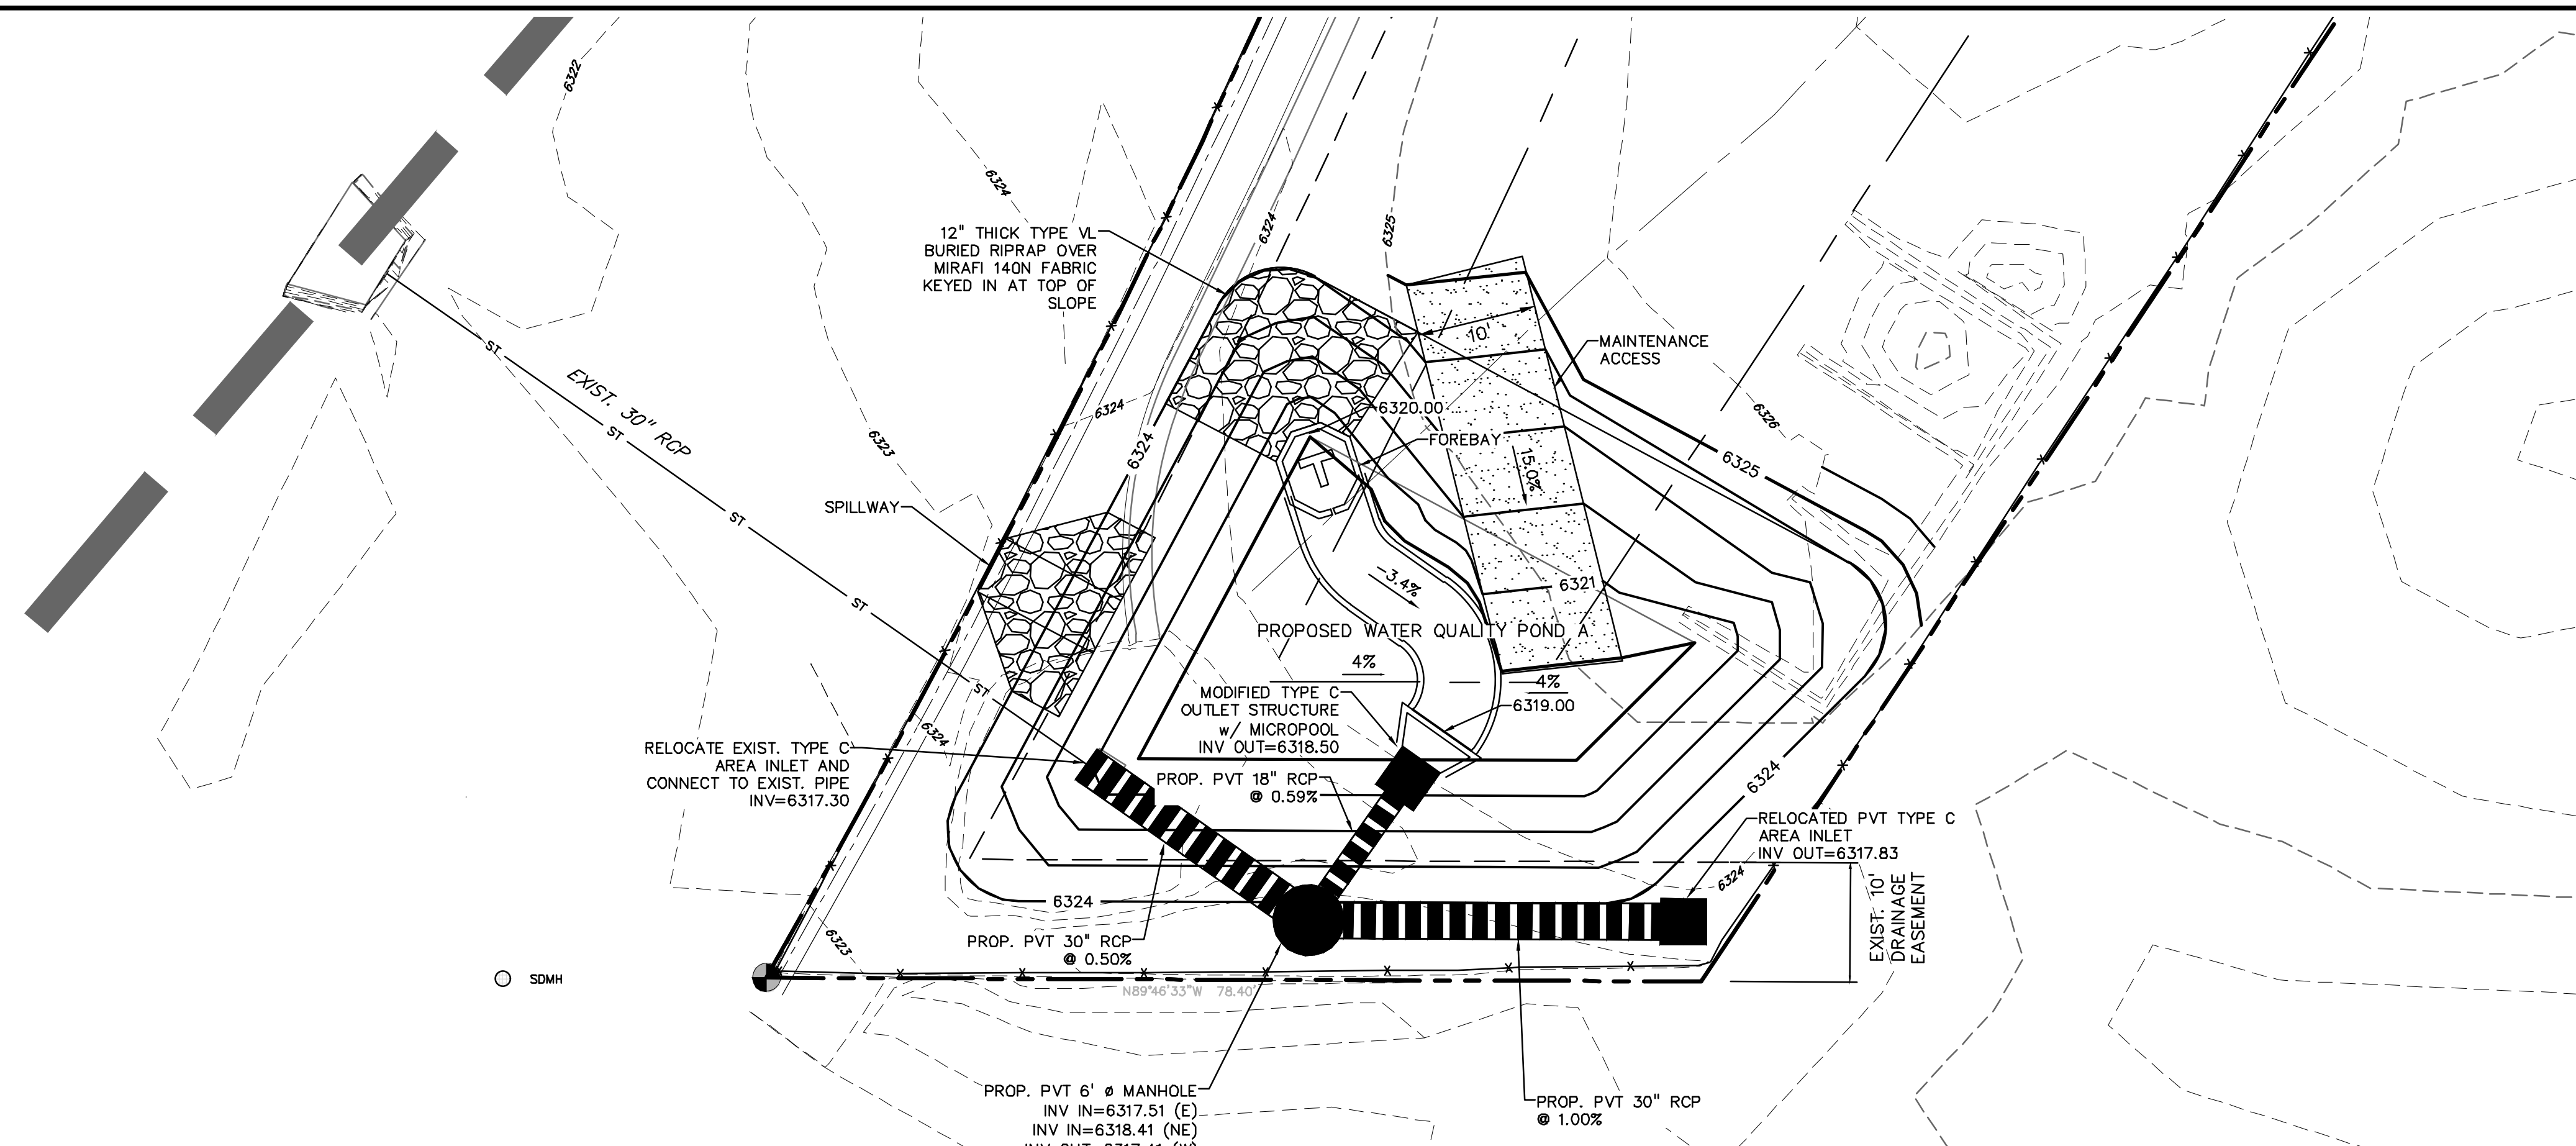 6322
6324
6324
6325
12" THICK TYPE VL
BURIED RIPRAP OVER
MIRAFI 140N FABRIC
KEYED IN AT TOP OF
SLOPE
10'
MAINTENANCE
ACCESS
EXIST. 30" RCP
ST
ST
ST
ST
ST
6324
6320.00
6326
6323
6324
FOREBAY
6325
15.0%
SPILLWAY
3.4%
6321
PROPOSED WATER QUALITY POND A
4%
4%
MODIFIED TYPE C
OUTLET STRUCTURE
w/ MICROPOOL
INV OUT=6318.50
6319.00
6324
RELOCATE EXIST. TYPE C
AREA INLET AND
CONNECT TO EXIST. PIPE
INV=6317.30
PROP. PVT 18" RCP
@ 0.59%
6324
RELOCATED PVT TYPE C
AREA INLET
INV OUT=6317.83
6324
6324
EXIST. 10'
DRAINAGE
EASEMENT
PROP. PVT 30" RCP
@ 0.50%
6323
SDMH
N89°46'33"W 78.40'
PROP. PVT 6' ø MANHOLE
INV IN=6317.51 (E)
INV IN=6318.41 (NE)
INV OUT=6317.41 (W)
PROP. PVT 30" RCP
@ 1.00%